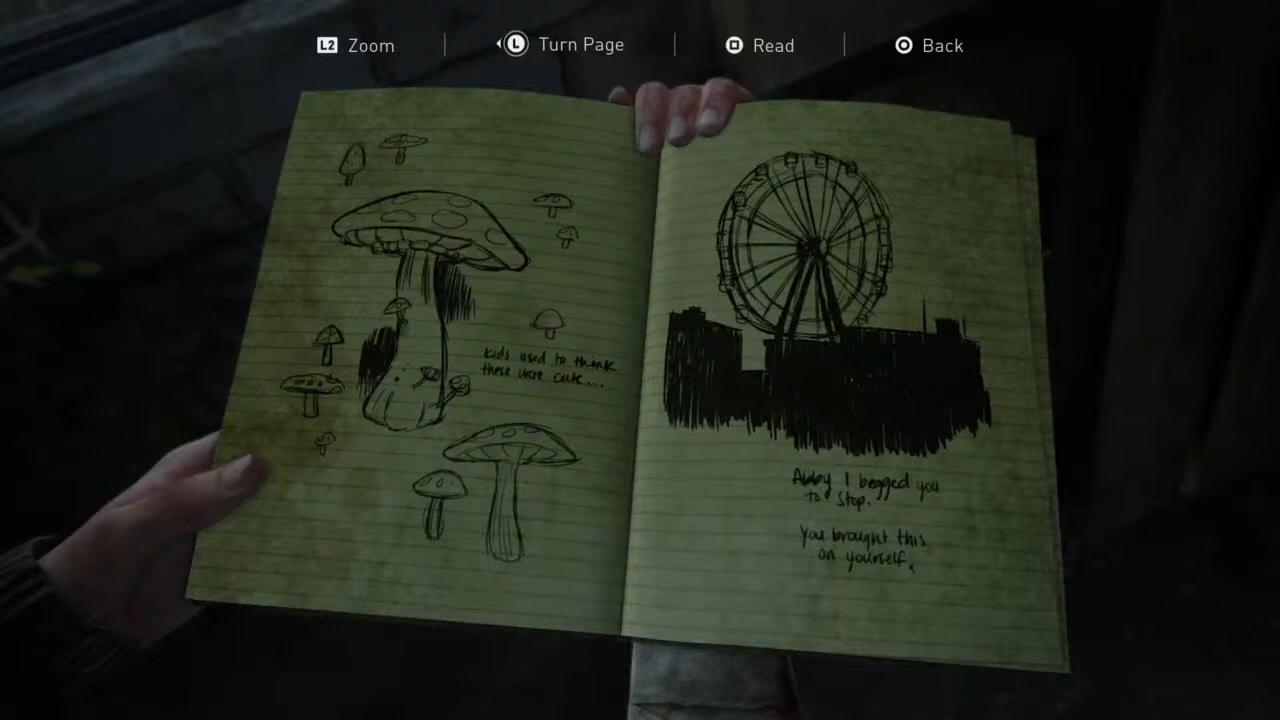 L2 Zoom
L Turn Page
Read
Back
kids used to think
these were cute...
Abby I begged you
to stop.
You brought this
on yourself.